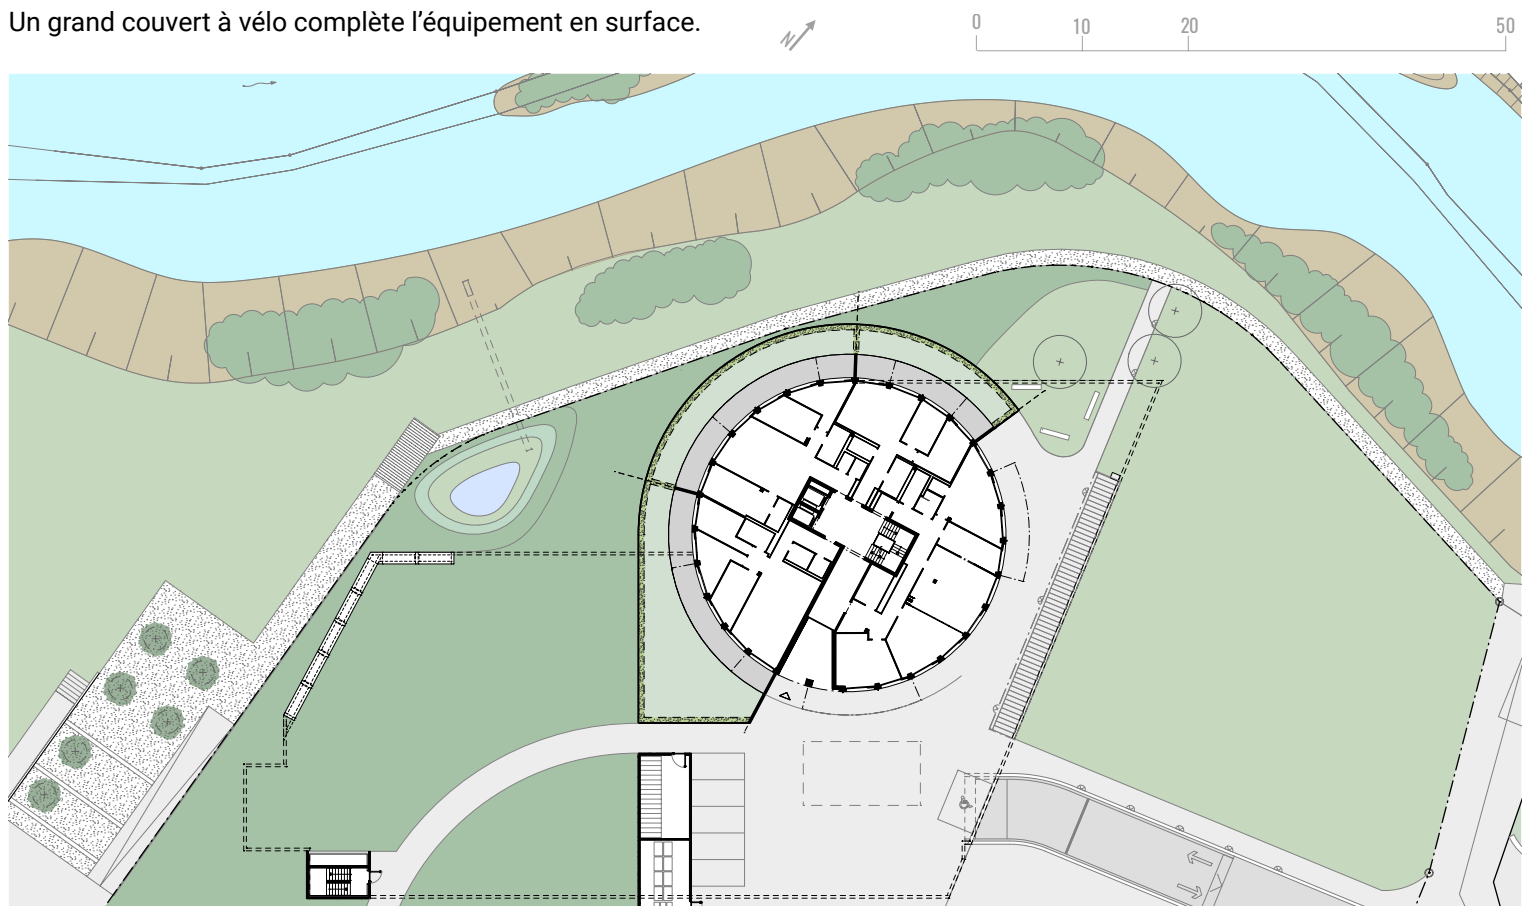 Un grand couvert à vélo complète l’équipement en surface.
N
0 10 20 50